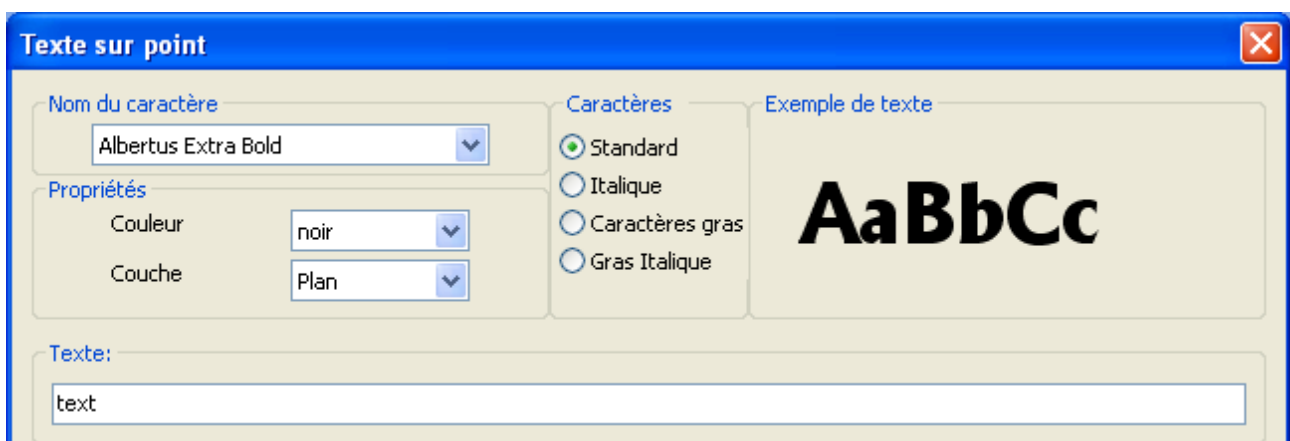 Texte sur point
Nom du caractère
Albertus Extra Bold
Propriétés
Couleur
noir
Couche
Plan
Caractères
Standard
Italique
Caractères gras
Gras Italique
Exemple de texte
AaBbCc
Texte:
text